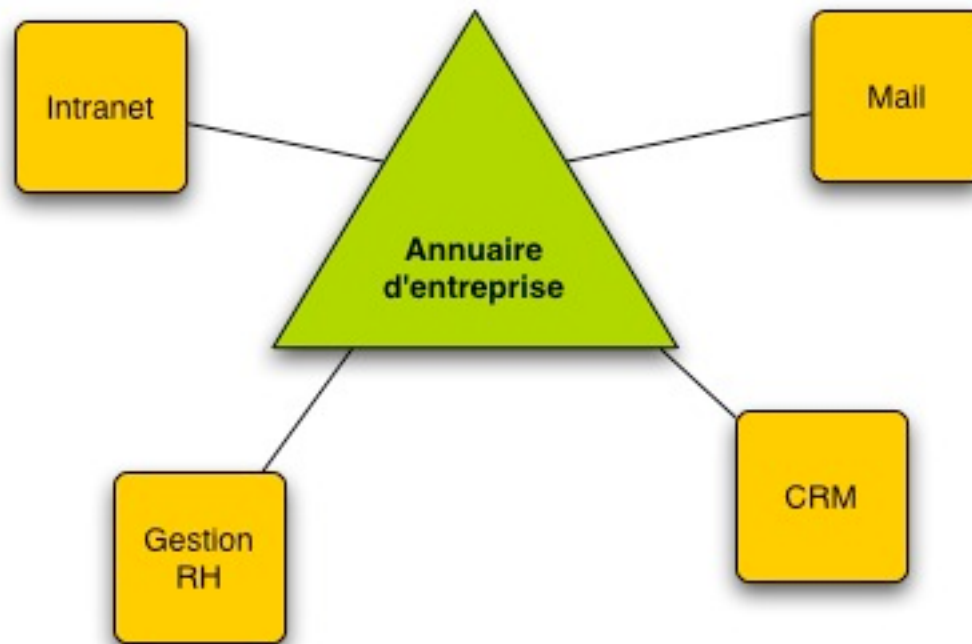 Intranet
Mail
Annuaire
d'entreprise
Gestion
RH
CRM